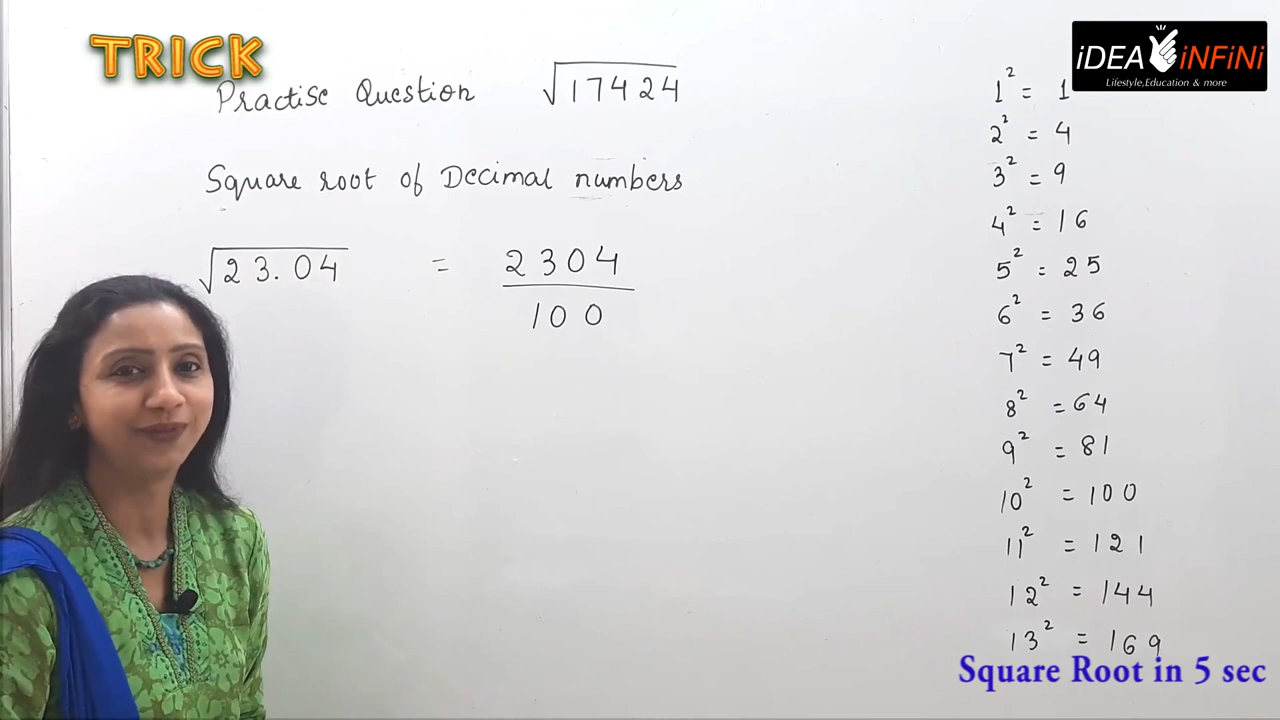 TRICK
Practise Question √17424
Square root of Decimal numbers
√23.04 = 2304
100
iDEA iNFiNi
Lifestyle,Education & more
1² = 1
2² = 4
3² = 9
4² = 16
5² = 25
6² = 36
7² = 49
8² = 64
9² = 81
10² = 100
11² = 121
12² = 144
13² = 169
Square Root in 5 sec